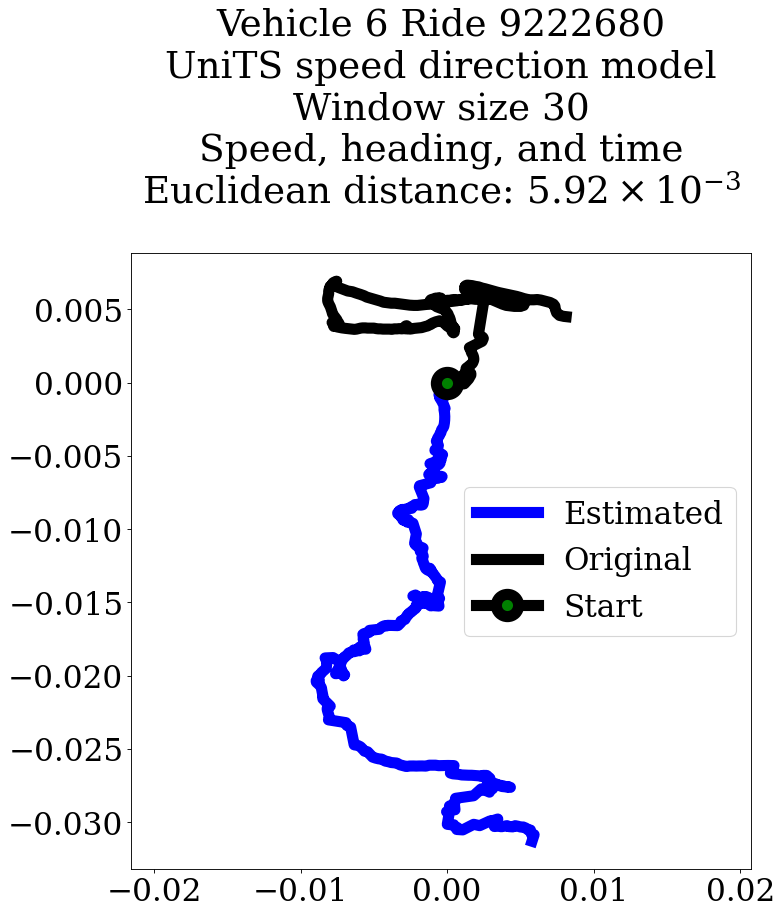 Vehicle 6 Ride 9222680
UniTS speed direction model
Window size 30
Speed, heading, and time
Euclidean distance: 5.92 × 10⁻³
0.005
0.000
−0.005
−0.010
−0.015
−0.020
−0.025
−0.030
Estimated
Original
Start
−0.02 −0.01 0.00 0.01 0.02